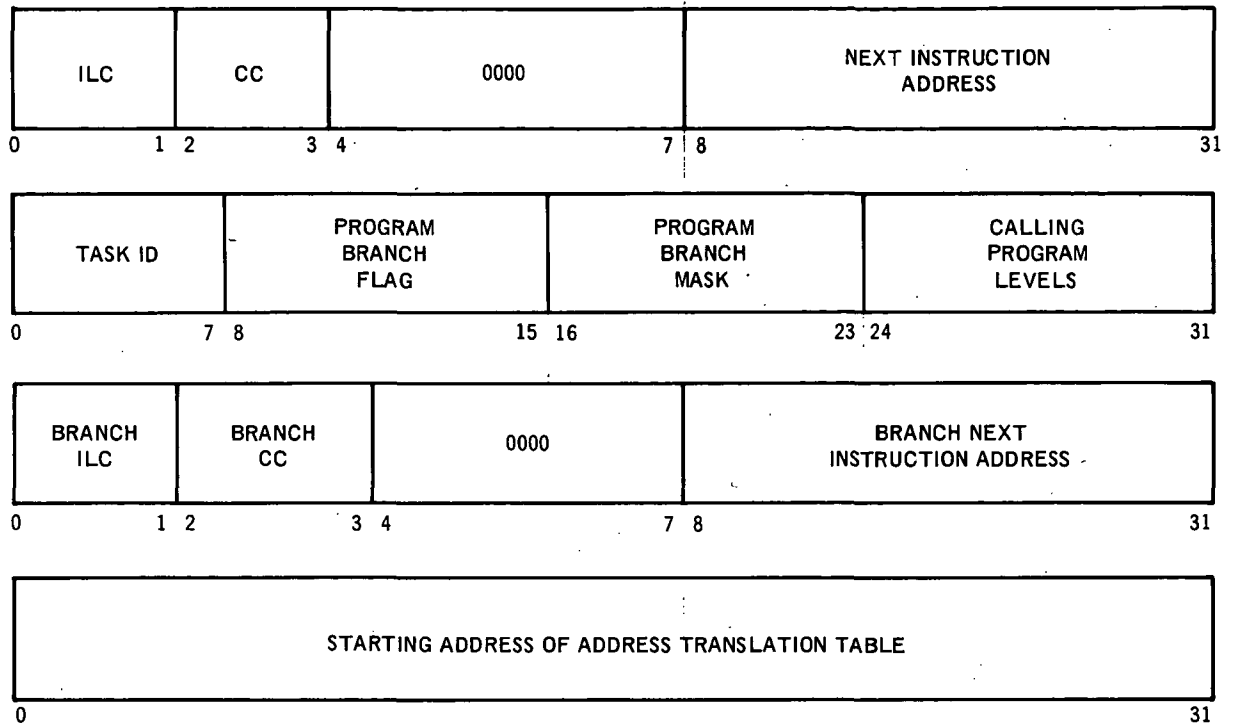 ILC CC 0000 NEXT INSTRUCTION
ADDRESS
0 1 2 3 4 7 8 31
TASK ID PROGRAM BRANCH FLAG PROGRAM BRANCH MASK CALLING PROGRAM LEVELS
0 7 8 15 16 23 24 31
BRANCH ILC BRANCH CC 0000 BRANCH NEXT INSTRUCTION ADDRESS
0 1 2 3 4 7 8 31
STARTING ADDRESS OF ADDRESS TRANSLATION TABLE
0 31